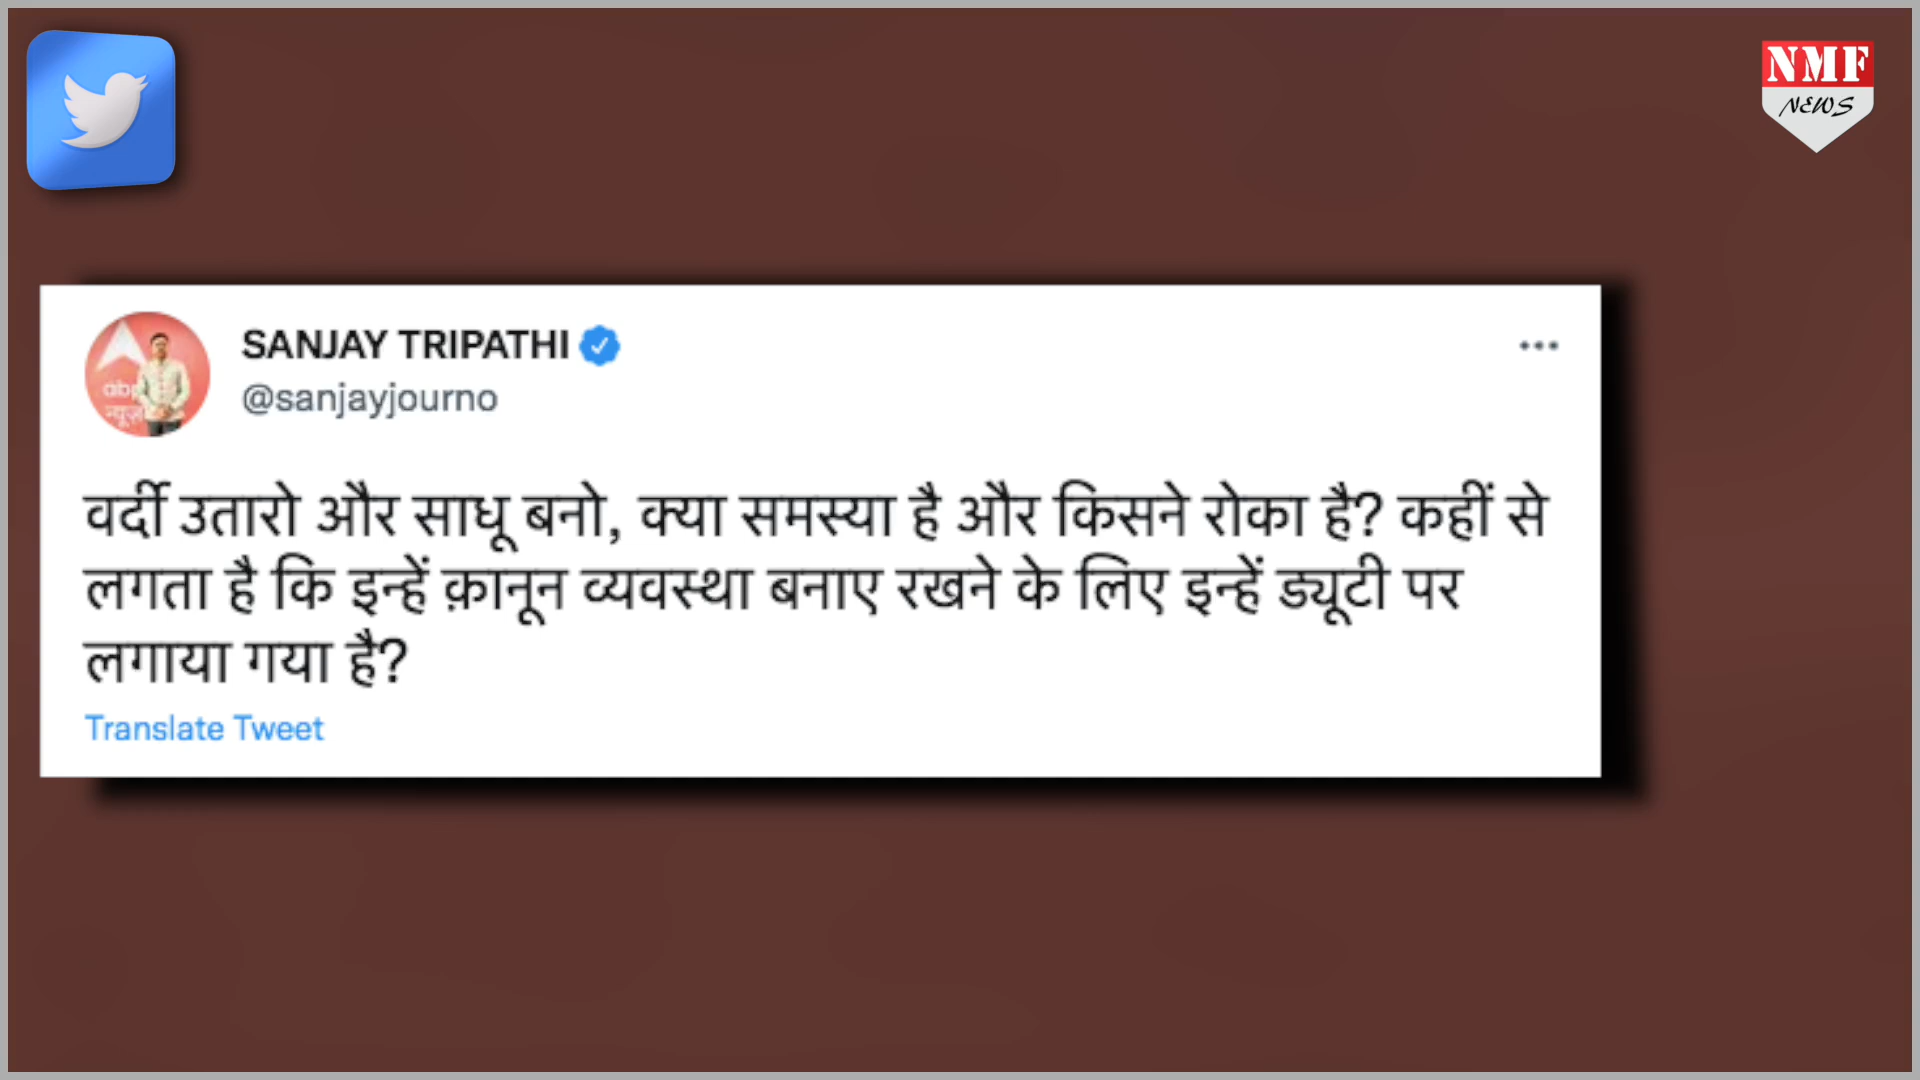 NMF
NEWS
SANJAY TRIPATHI
@sanjayjourno
abp
न्यूज़
वर्दी उतारो और साधू बनो, क्या समस्या है और किसने रोका है? कहीं से
लगता है कि इन्हें क़ानून व्यवस्था बनाए रखने के लिए इन्हें ड्यूटी पर
लगाया गया है?
Translate Tweet